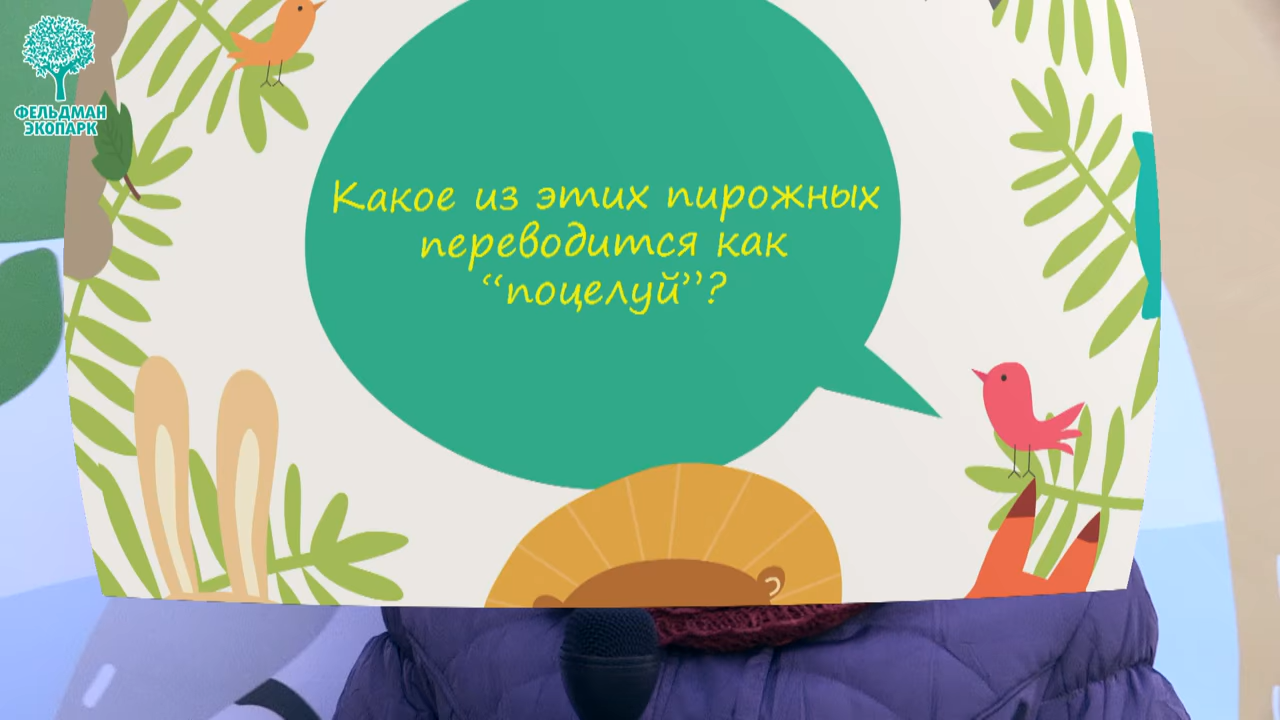 ФЕЛЬДМАН
ЭКОПАРК
Какое из этих пирожных
переводится как
“поцелуй”?